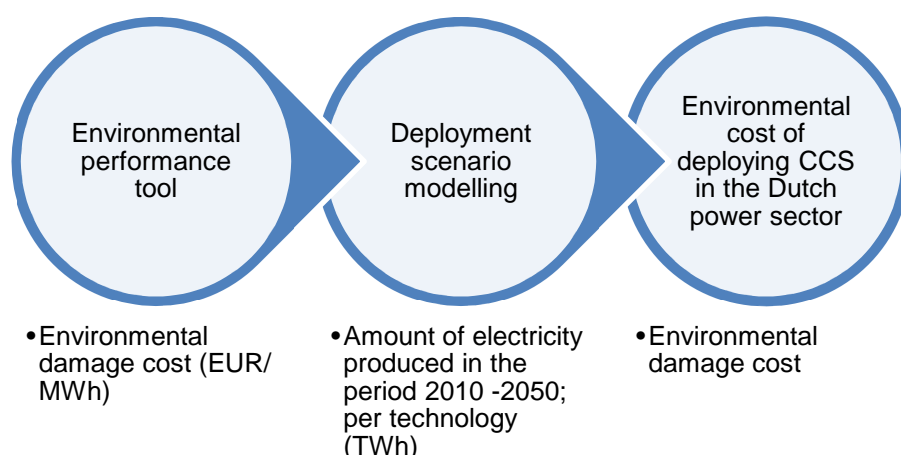 Environmental
performance
tool
Deployment
scenario
modelling
Environmental
cost of
deploying CCS
in the Dutch
power sector
•Environmental
damage cost (EUR/
MWh)
•Amount of electricity
produced in the
period 2010 -2050;
per technology
(TWh)
•Environmental
damage cost